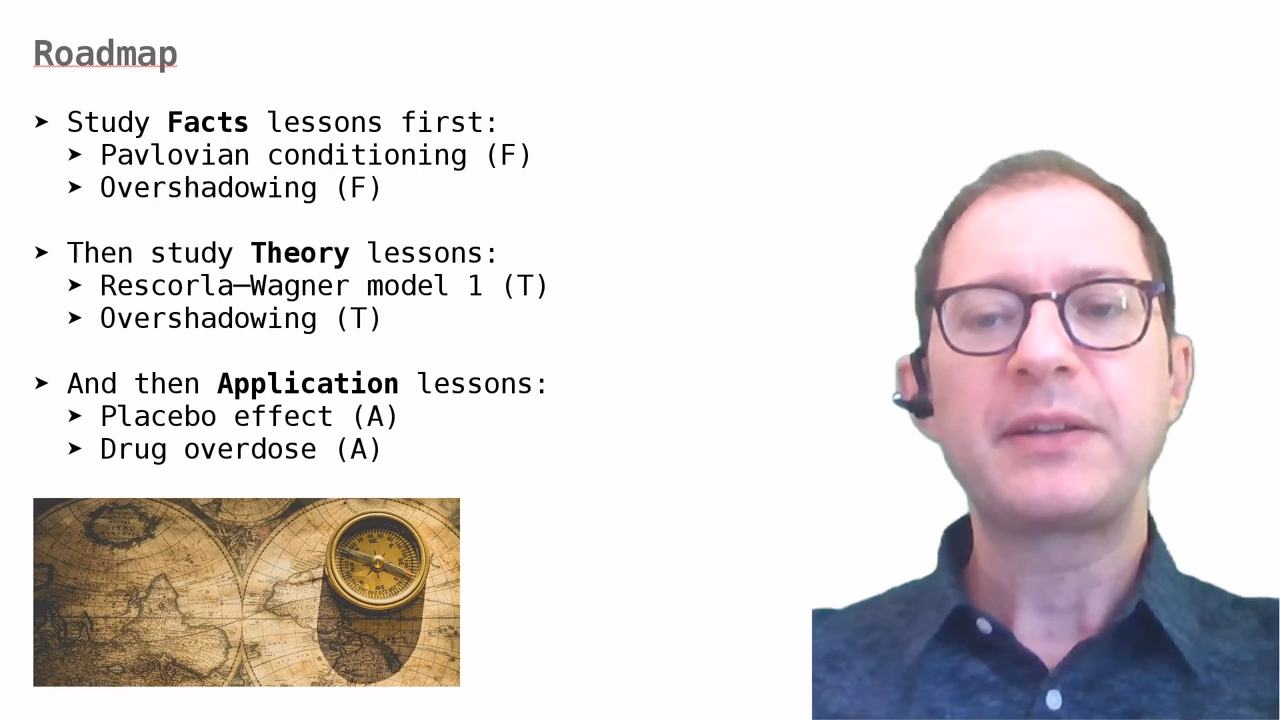 Roadmap
➤ Study Facts lessons first:
➤ Pavlovian conditioning (F)
➤ Overshadowing (F)
➤ Then study Theory lessons:
➤ Rescorla–Wagner model 1 (T)
➤ Overshadowing (T)
➤ And then Application lessons:
➤ Placebo effect (A)
➤ Drug overdose (A)